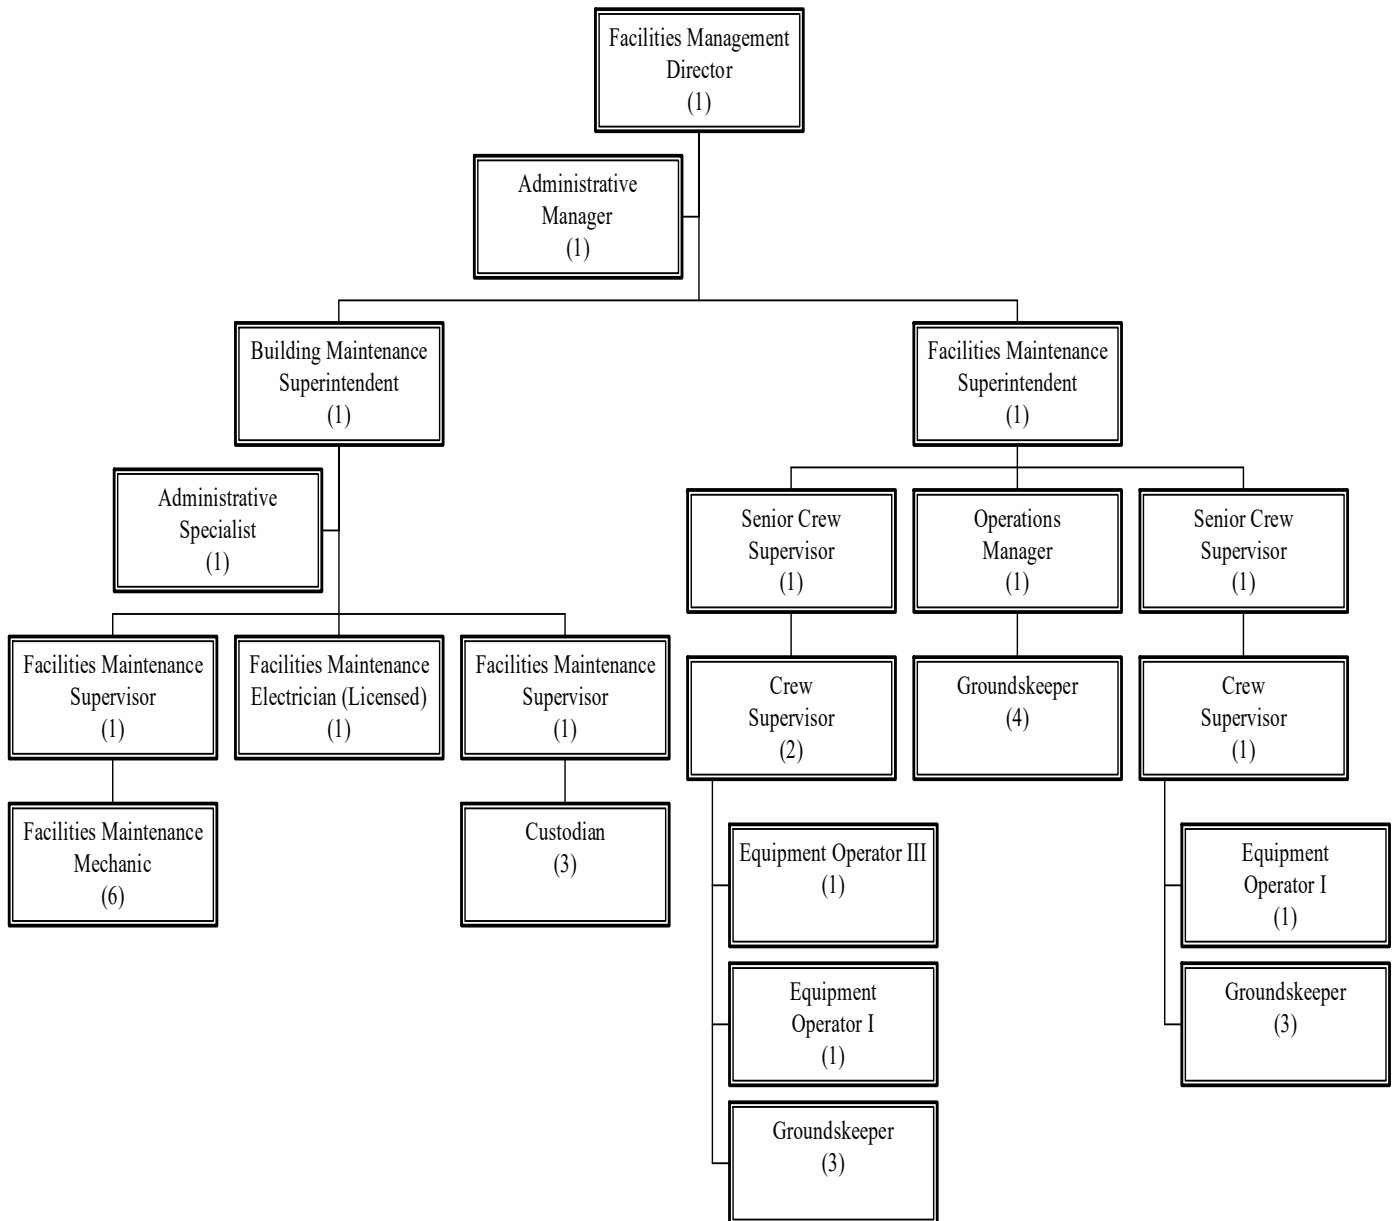 Facilities Management
Director
(1)
Administrative
Manager
(1)
Building Maintenance
Superintendent
(1)
Facilities Maintenance
Superintendent
(1)
Administrative
Specialist
(1)
Senior Crew
Supervisor
(1)
Operations
Manager
(1)
Senior Crew
Supervisor
(1)
Facilities Maintenance
Supervisor
(1)
Facilities Maintenance
Electrician (Licensed)
(1)
Facilities Maintenance
Supervisor
(1)
Crew
Supervisor
(2)
Groundskeeper
(4)
Crew
Supervisor
(1)
Facilities Maintenance
Mechanic
(6)
Custodian
(3)
Equipment Operator III
(1)
Equipment
Operator I
(1)
Equipment
Operator I
(1)
Groundskeeper
(3)
Groundskeeper
(3)